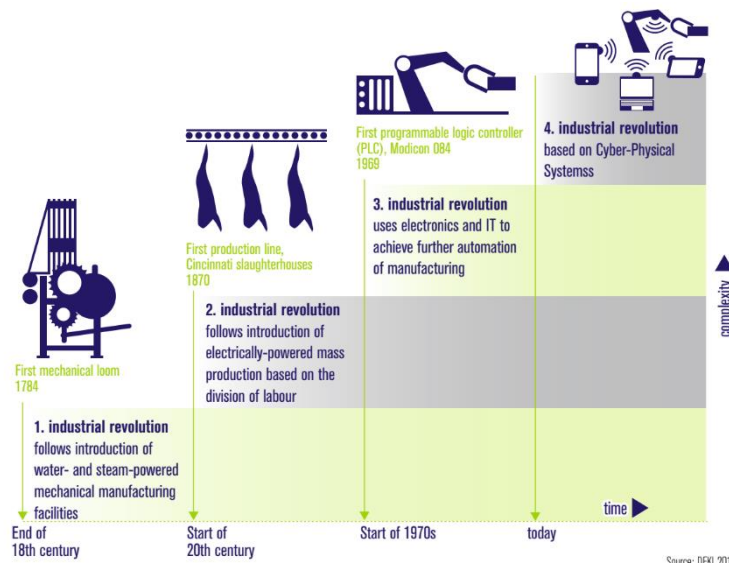 First programmable logic controller
(PLC), Modicon 084
1969
4. industrial revolution
based on Cyber-Physical
Systemss
3. industrial revolution
uses electronics and IT to
achieve further automation
of manufacturing
First production line,
Cincinnati slaughterhouses
1870
2. industrial revolution
follows introduction of
electrically-powered mass
production based on the
division of labour
First mechanical loom
1784
1. industrial revolution
follows introduction of
water- and steam-powered
mechanical manufacturing
facilities
complexity
time
End of
18th century
Start of
20th century
Start of 1970s
today
Source: